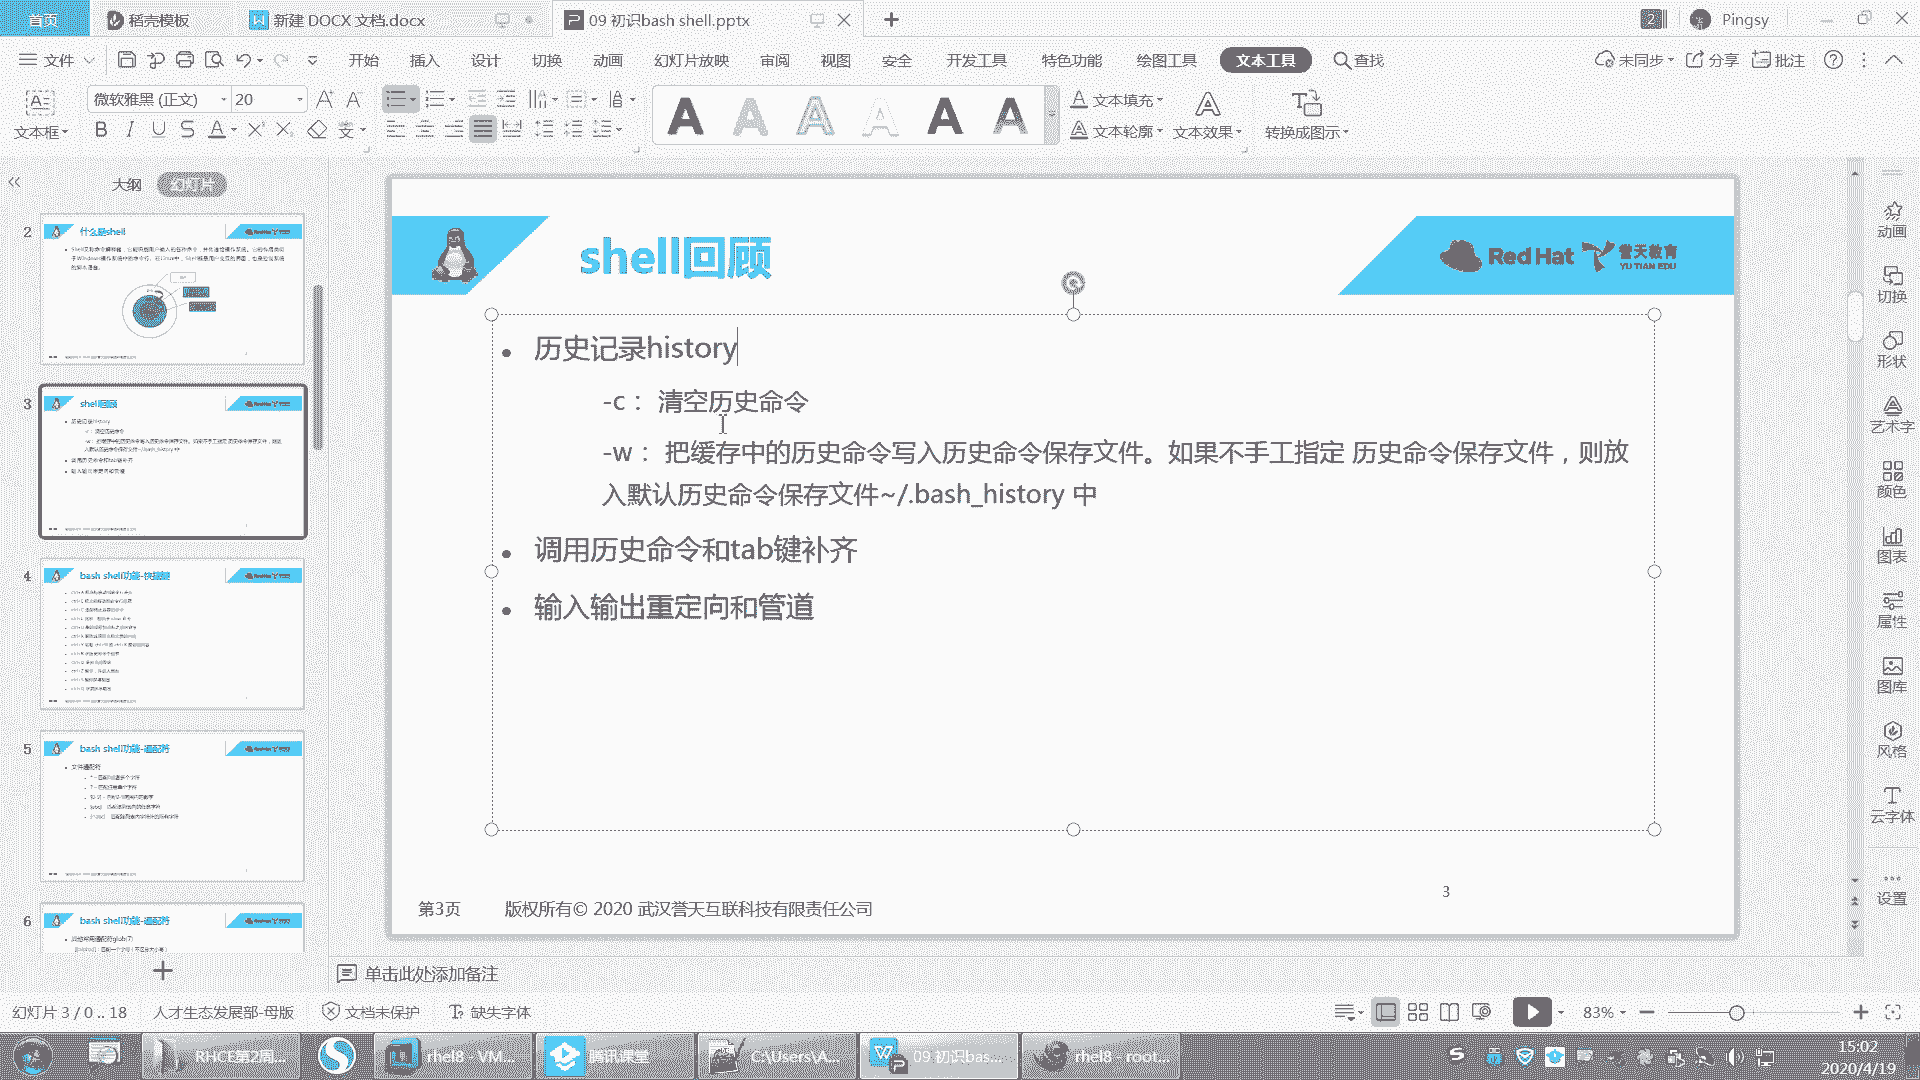 首页
稻壳模板
新建 DOCX 文档.docx
09 初识bash shell.pptx
2
Pingsy
文件
开始
插入
设计
切换
动画
幻灯片放映
审阅
视图
安全
开发工具
特色功能
绘图工具
文本工具
查找
未同步
分享
批注
文本框
微软雅黑 (正文)
20
文本填充
文本轮廓
文本效果
转换成图示
大纲
幻灯片
2
什么是shell
3
shell回顾
4
bash shell功能-快捷键
5
bash shell功能-通配符
文件通配符
6
bash shell功能-通配符
shell回顾
Red Hat
誉天教育
YU TIAN EDU
历史记录history
-c： 清空历史命令
-w： 把缓存中的历史命令写入历史命令保存文件。如果不手工指定 历史命令保存文件，则放
入默认历史命令保存文件~/.bash_history 中
调用历史命令和tab键补齐
输入输出重定向和管道
3
第3页
版权所有© 2020 武汉誉天互联科技有限责任公司
动画
切换
形状
艺术字
颜色
图表
属性
图库
风格
云字体
设置
单击此处添加备注
幻灯片 3 / 0 .. 18
人才生态发展部-母版
文档未保护
缺失字体
83%
RHCE第2周...
rhel8 - VM...
腾讯课堂
C:\Users\A...
09 初识bas...
rhel8 - root...
15:02
2020/4/19